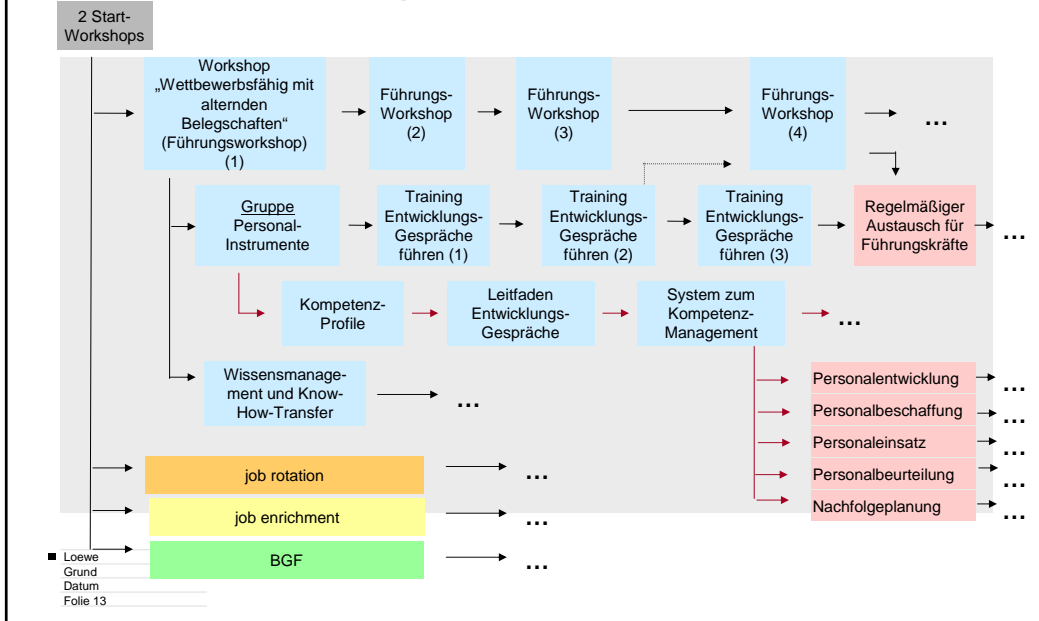 2 Start-
Workshops
Workshop
„Wettbewerbsfähig mit
alternden
Belegschaften“
(Führungsworkshop)
(1)
Führungs-
Workshop
(2)
Führungs-
Workshop
(3)
Führungs-
Workshop
(4)
...
Gruppe
Personal-
Instrumente
Training
Entwicklungs-
Gespräche
führen (1)
Training
Entwicklungs-
Gespräche
führen (2)
Training
Entwicklungs-
Gespräche
führen (3)
Regelmäßiger
Austausch für
Führungskräfte
...
Kompetenz-
Profile
Leitfaden
Entwicklungs-
Gespräche
System zum
Kompetenz-
Management
...
Wissensmanage-
ment und Know-
How-Transfer
...
Personalentwicklung
...
Personalbeschaffung
...
Personaleinsatz
...
Personalbeurteilung
...
Nachfolgeplanung
...
job rotation
...
job enrichment
...
BGF
...
Loewe
Grund
Datum
Folie 13